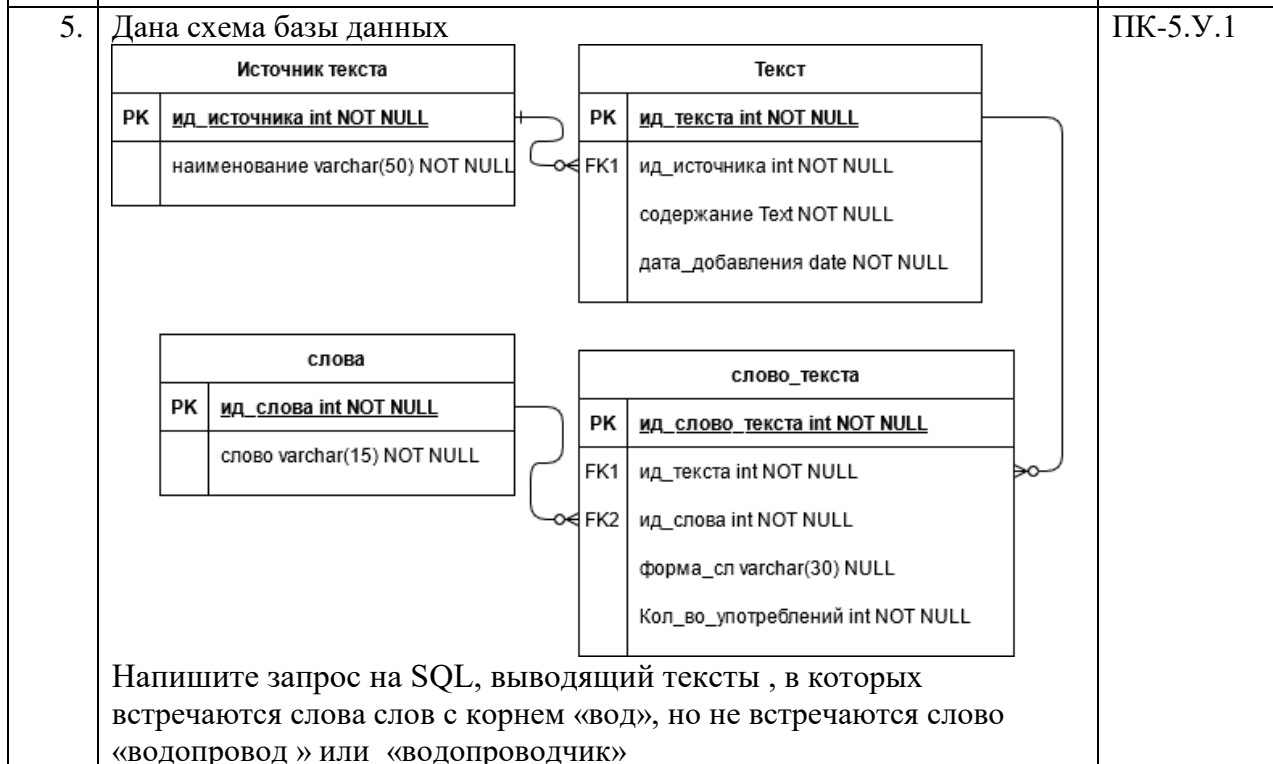 5. Дана схема базы данных ПК-5.У.1
Источник текста
PK ид_источника int NOT NULL
наименование varchar(50) NOT NULL
Текст
PK ид_текста int NOT NULL
FK1 ид_источника int NOT NULL
содержание Text NOT NULL
дата_добавления date NOT NULL
слова
PK ид_слова int NOT NULL
слово varchar(15) NOT NULL
слово_текста
PK ид_слово_текста int NOT NULL
FK1 ид_текста int NOT NULL
FK2 ид_слова int NOT NULL
форма_сл varchar(30) NULL
Кол_во_употреблений int NOT NULL
Напишите запрос на SQL, выводящий тексты , в которых
встречаются слова слов с корнем «вод», но не встречаются слово
«водопровод » или «водопроводчик»